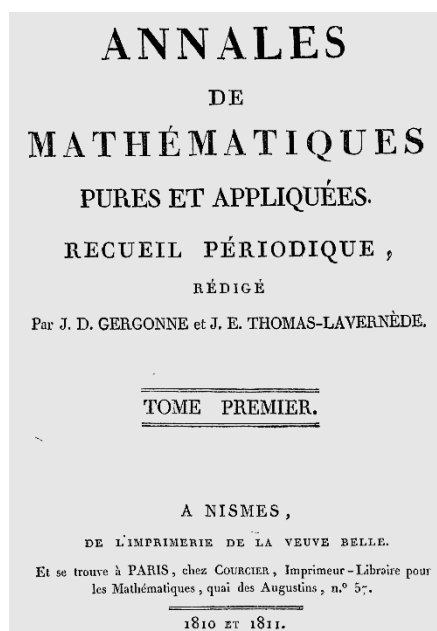 ANNALES
DE
MATHÉMATIQUES
PURES ET APPLIQUÉES.
RECUEIL PÉRIODIQUE,
RÉDIGÉ
Par J. D. GERGONNE et J. E. THOMAS-LAVERNÈDE.
TOME PREMIER.
A NISMES,
DE L'IMPRIMERIE DE LA VEUVE BELLE.
Et se trouve à PARIS, chez COURCIER, Imprimeur-Libraire pour
les Mathématiques, quai des Augustins, n.º 57.
1810 ET 1811.